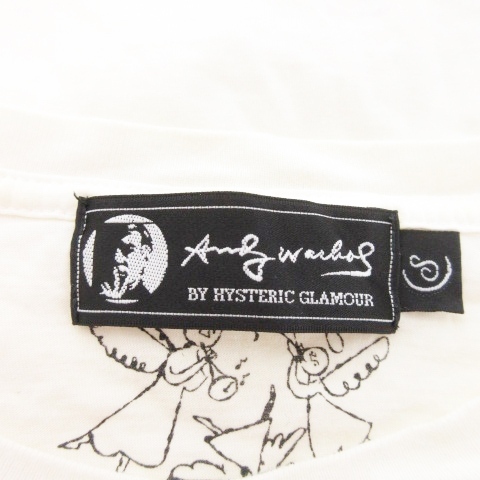 Andy Warhol
BY HYSTERIC GLAMOUR
S
$